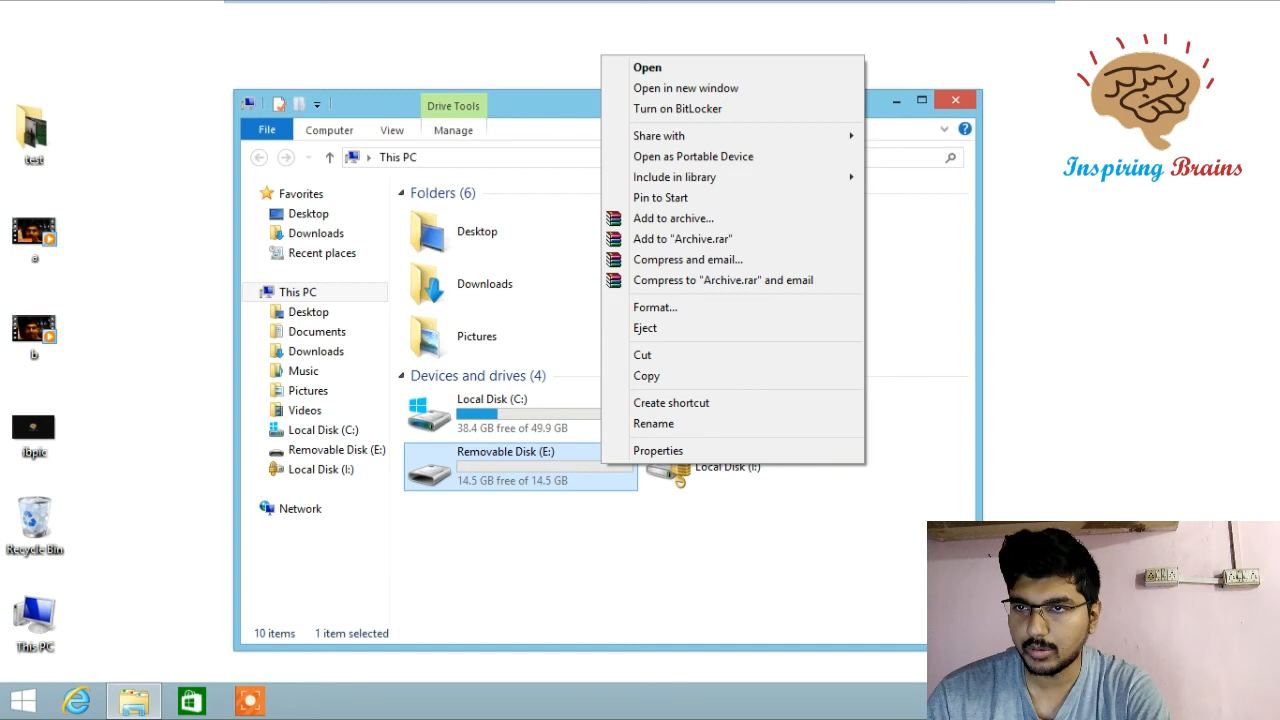 test
a
b
ibpic
Recycle Bin
This PC
Drive Tools
File
Computer
View
Manage
This PC
Favorites
Desktop
Downloads
Recent places
This PC
Desktop
Documents
Downloads
Music
Pictures
Videos
Local Disk (C:)
Removable Disk (E:)
Local Disk (I:)
Network
Folders (6)
Desktop
Downloads
Pictures
Devices and drives (4)
Local Disk (C:)
38.4 GB free of 49.9 GB
Removable Disk (E:)
14.5 GB free of 14.5 GB
Local Disk (I:)
10 items
1 item selected
Open
Open in new window
Turn on BitLocker
Share with
Open as Portable Device
Include in library
Pin to Start
Add to archive...
Add to "Archive.rar"
Compress and email...
Compress to "Archive.rar" and email
Format...
Eject
Cut
Copy
Create shortcut
Rename
Properties
Inspiring Brains